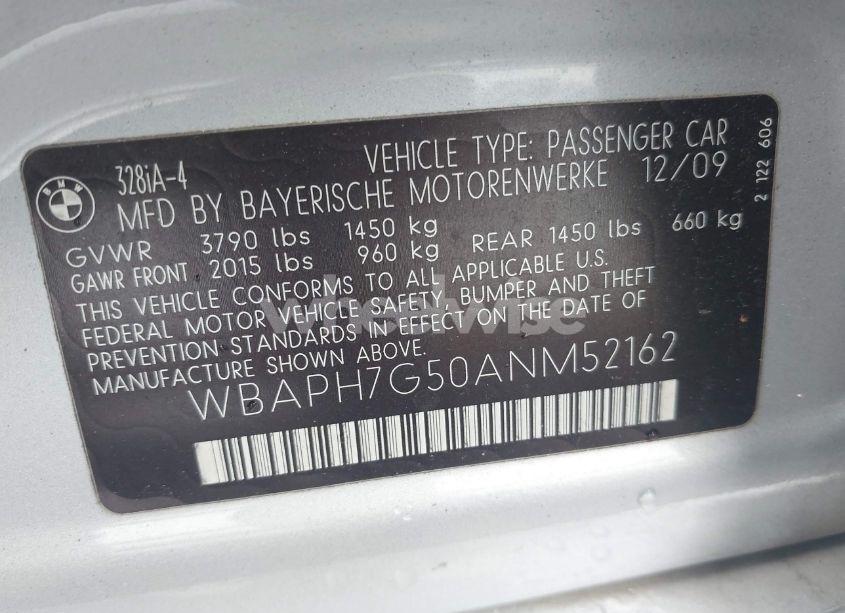 BMW
328iA-4 VEHICLE TYPE: PASSENGER CAR
MFD BY BAYERISCHE MOTORENWERKE 12/09
GVWR 3790 lbs 1450 kg
GAWR FRONT 2015 lbs 960 kg REAR 1450 lbs 660 kg
THIS VEHICLE CONFORMS TO ALL APPLICABLE U.S.
FEDERAL MOTOR VEHICLE SAFETY, BUMPER AND THEFT
PREVENTION STANDARDS IN EFFECT ON THE DATE OF
MANUFACTURE SHOWN ABOVE.
WBAPH7G50ANM52162
2 122 606
wheelwise